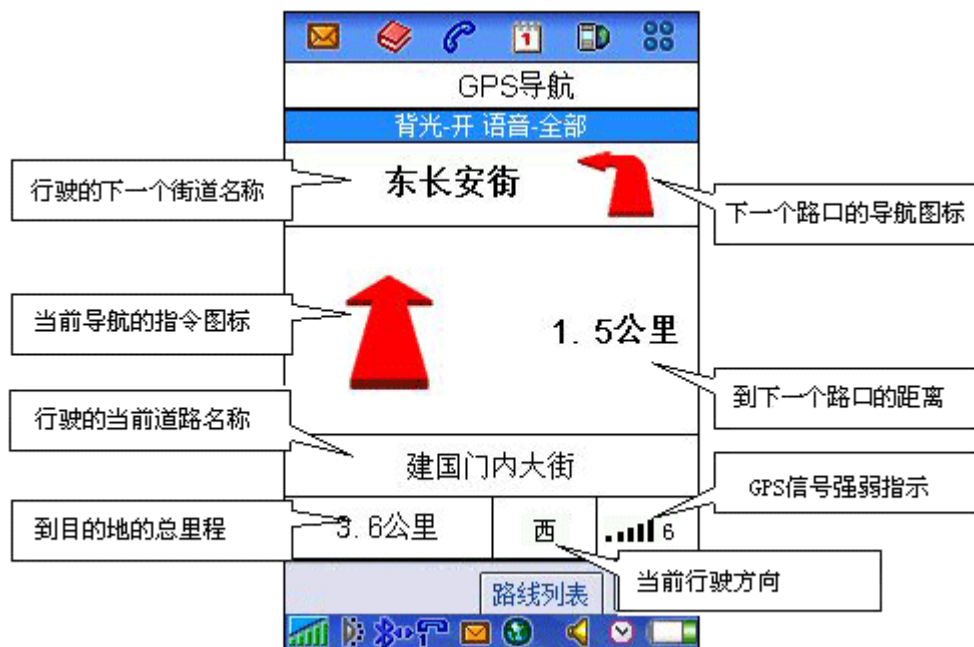 1
GPS导航
背光-开 语音-全部
行驶的下一个街道名称
东长安街
下一个路口的导航图标
当前导航的指令图标
1. 5公里
到下一个路口的距离
行驶的当前道路名称
建国门内大街
GPS信号强弱指示
到目的地的总里程
3. 6公里
西
6
当前行驶方向
路线列表